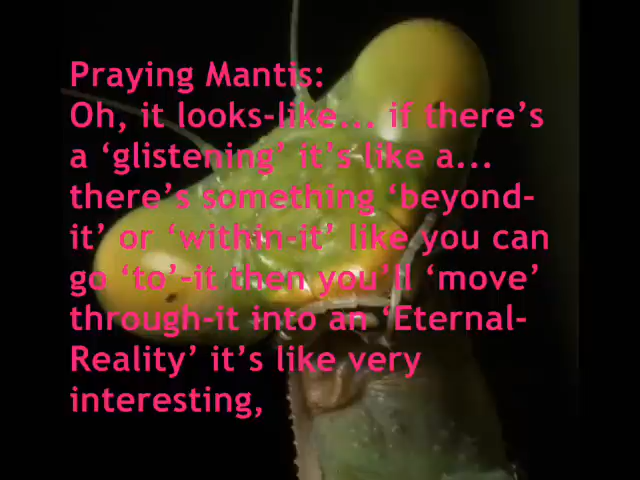 Praying Mantis:
Oh, it looks-like... if there's
a 'glistening' it's like a...
there's something 'beyond-
it' or 'within-it' like you can
go 'to'-it then you'll 'move'
through-it into an 'Eternal-
Reality' it's like very
interesting,